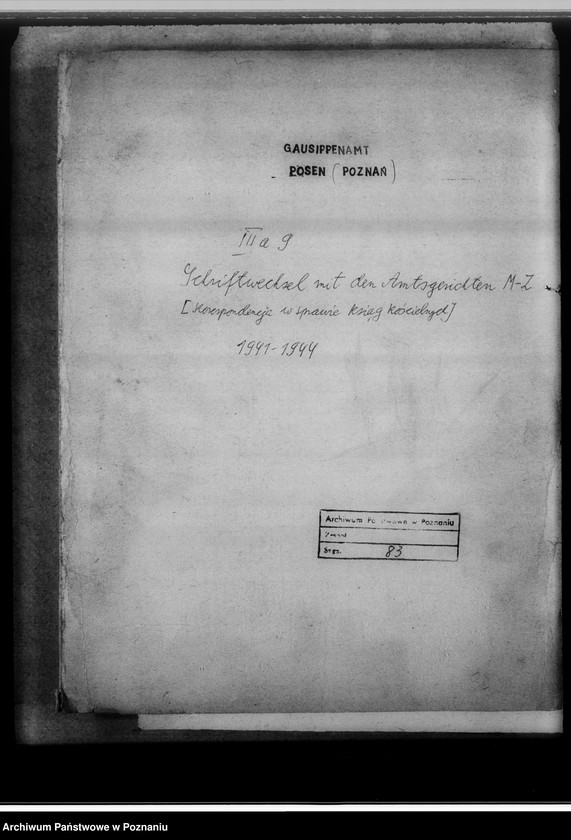 GAUSIPPENAMT
POSEN (POZNAŃ)
III a 9
Schriftwechsel mit den Amtsgerichten M-Z
[Korespondencja w sprawie ksiąg kościelnych]
1941-1944
Archiwum Państwowe w Poznaniu
Zespół
Sygn. 83
Archiwum Państwowe w Poznaniu